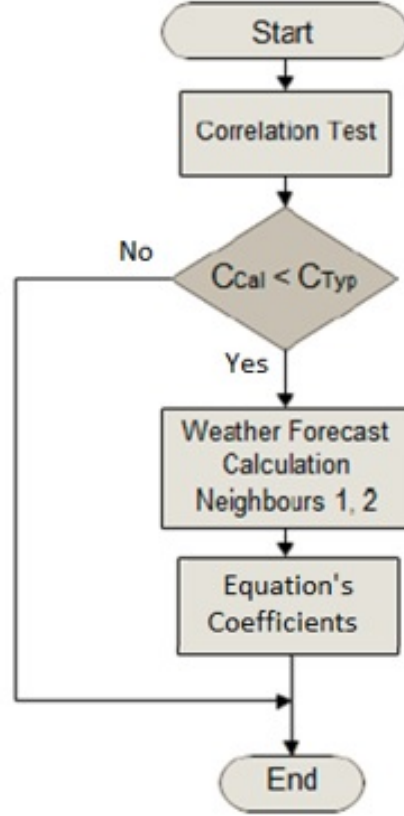 Start
Correlation Test
No
CCal < CTyp
Yes
Weather Forecast
Calculation
Neighbours 1, 2
Equation's
Coefficients
End